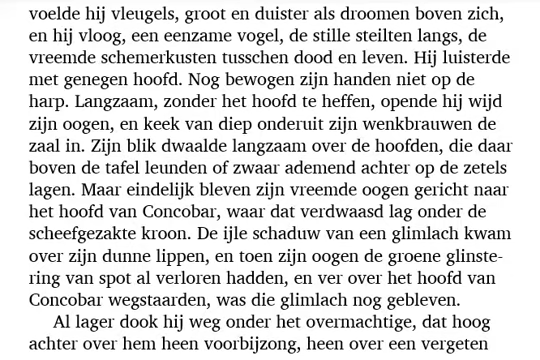 voelde hij vleugels, groot en duister als droomen boven zich,
en hij vloog, een eenzame vogel, de stille steilten langs, de
vreemde schemerkusten tusschen dood en leven. Hij luisterde
met genegen hoofd. Nog bewogen zijn handen niet op de
harp. Langzaam, zonder het hoofd te heffen, opende hij wijd
zijn oogen, en keek van diep onderuit zijn wenkbrauwen de
zaal in. Zijn blik dwaalde langzaam over de hoofden, die daar
boven de tafel leunden of zwaar ademend achter op de zetels
lagen. Maar eindelijk bleven zijn vreemde oogen gericht naar
het hoofd van Concobar, waar dat verdwaasd lag onder de
scheefgezakte kroon. De ijle schaduw van een glimlach kwam
over zijn dunne lippen, en toen zijn oogen de groene glinste-
ring van spot al verloren hadden, en ver over het hoofd van
Concobar wegstaarden, was die glimlach nog gebleven.
Al lager dook hij weg onder het overmachtige, dat hoog
achter over hem heen voorbijzong, heen over een vergeten